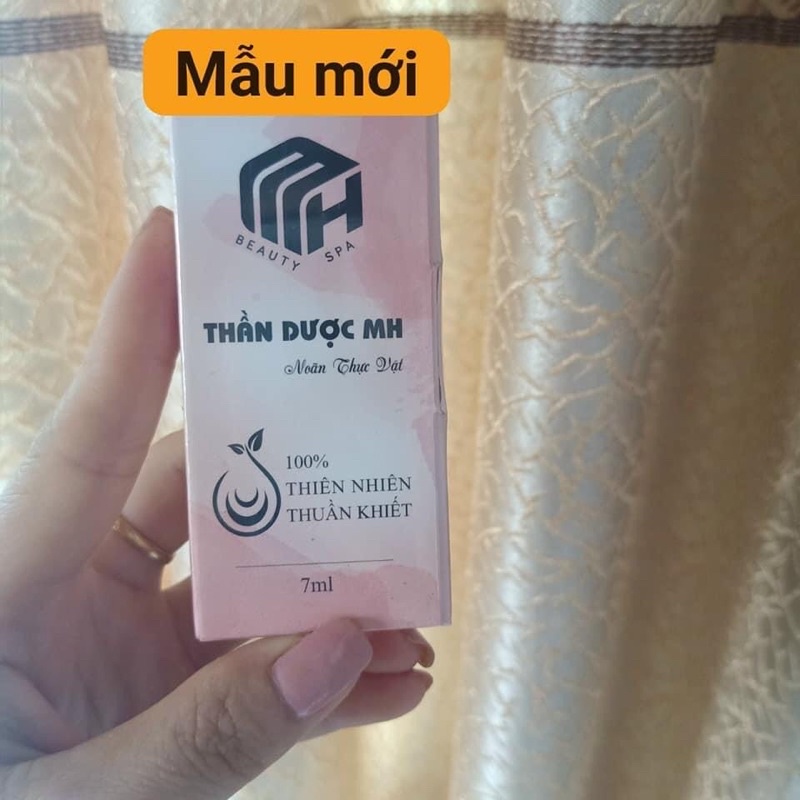 Mẫu mới
MH
BEAUTY SPA
THẦN DƯỢC MH
Noãn Thực Vật
100%
THIÊN NHIÊN
THUẦN KHIẾT
7ml